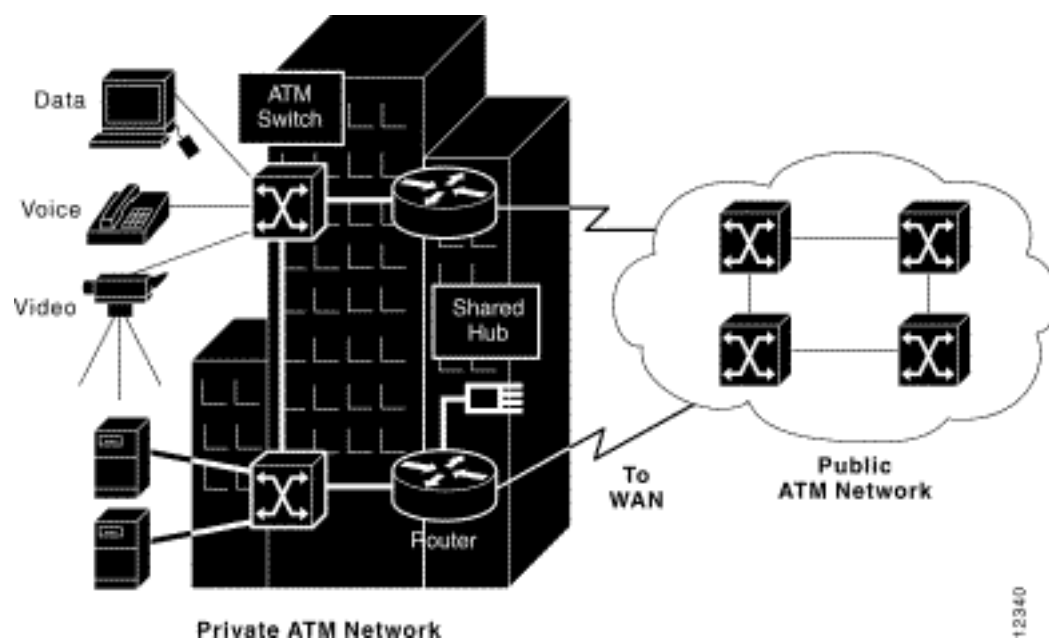 Data
ATM
Switch
Voice
Video
Shared
Hub
To
WAN
Public
ATM Network
Router
Private ATM Network
12340